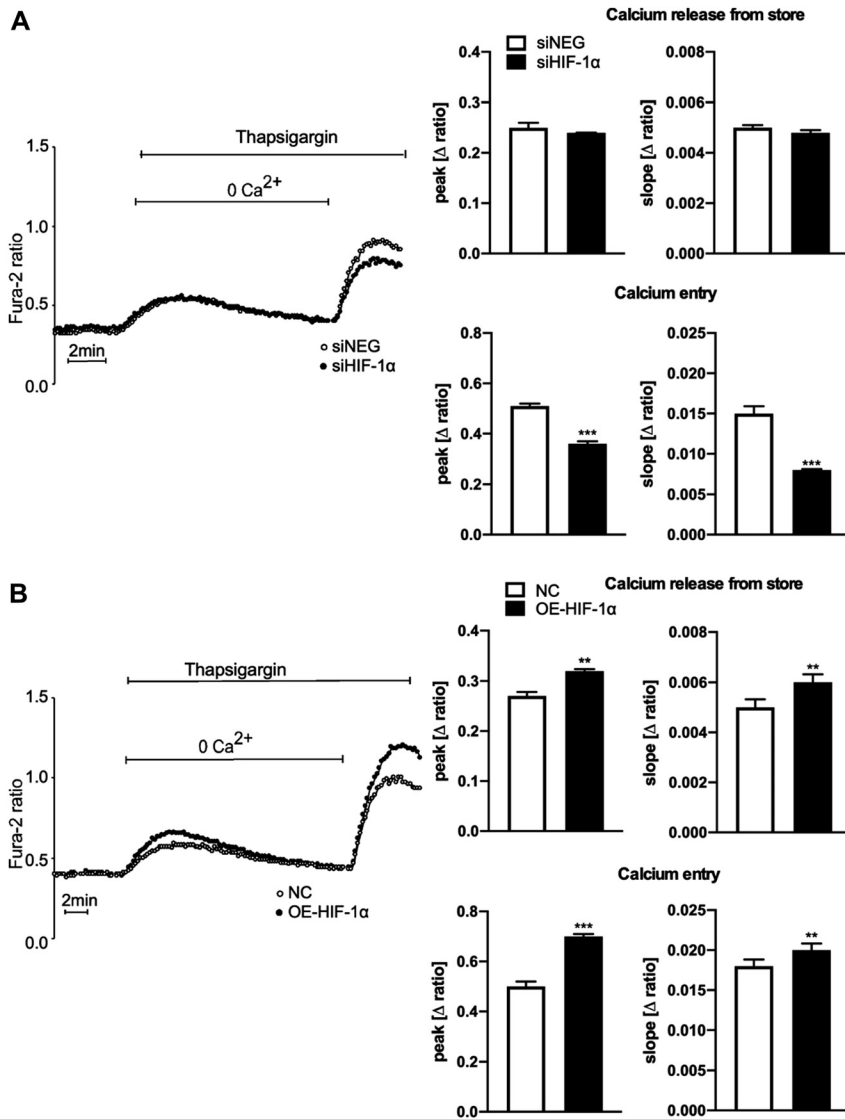 A
Thapsigargin
0 Ca2+
1.5
1.0
0.5
0.0
Fura-2 ratio
2min
siNEG
siHIF-1α
Calcium release from store
siNEG
siHIF-1α
0.4
0.3
0.2
0.1
0.0
peak [Δ ratio]
0.008
0.006
0.004
0.002
0.000
slope [Δ ratio]
Calcium entry
0.8
0.6
0.4
0.2
0.0
peak [Δ ratio]
***
0.025
0.020
0.015
0.010
0.005
0.000
slope [Δ ratio]
***
B
Thapsigargin
0 Ca2+
1.5
1.0
0.5
0.0
Fura-2 ratio
2min
NC
OE-HIF-1α
Calcium release from store
NC
OE-HIF-1α
0.4
0.3
0.2
0.1
0.0
peak [Δ ratio]
**
0.008
0.006
0.004
0.002
0.000
slope [Δ ratio]
**
Calcium entry
0.8
0.6
0.4
0.2
0.0
peak [Δ ratio]
***
0.025
0.020
0.015
0.010
0.005
0.000
slope [Δ ratio]
**